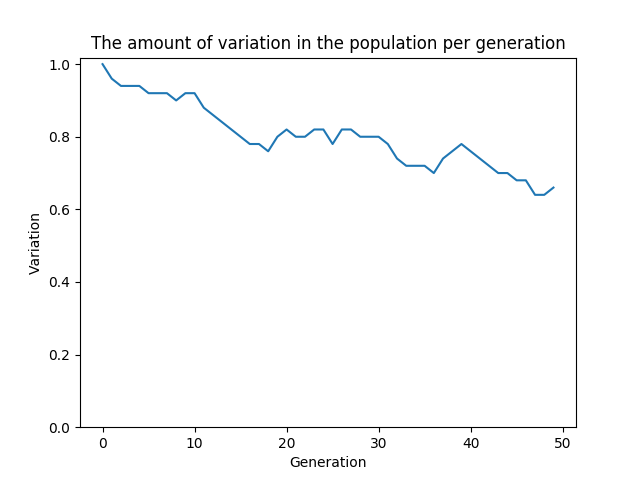 The amount of variation in the population per generation
1.0
0.8
0.6
0.4
0.2
0.0
Variation
0 10 20 30 40 50
Generation